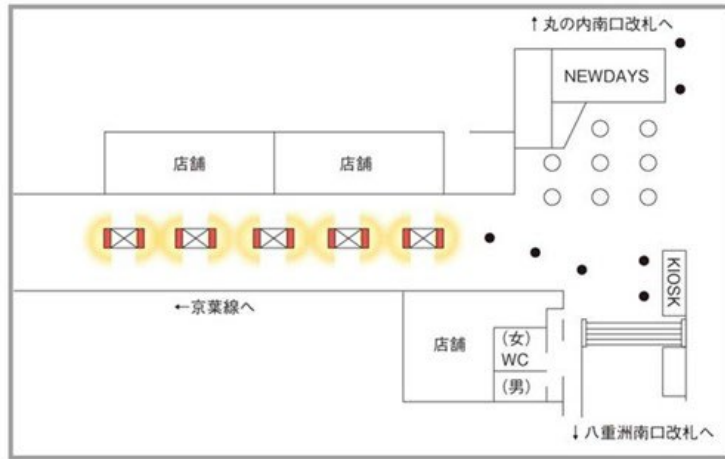 ↑丸の内南口改札へ
NEWDAYS
店舗
店舗
KIOSK
←京葉線へ
店舗
(女)
WC
(男)
↓八重洲南口改札へ